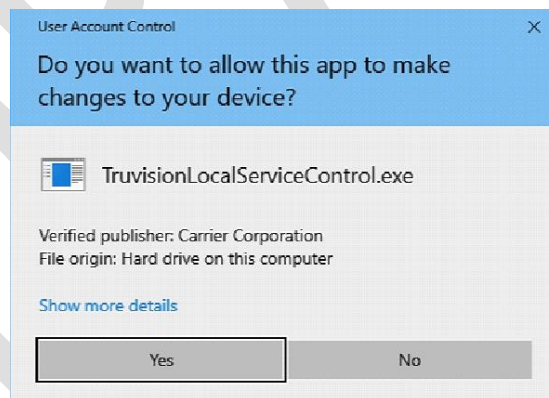 User Account Control
Do you want to allow this app to make
changes to your device?
TruvisionLocalServiceControl.exe
Verified publisher: Carrier Corporation
File origin: Hard drive on this computer
Show more details
Yes
No